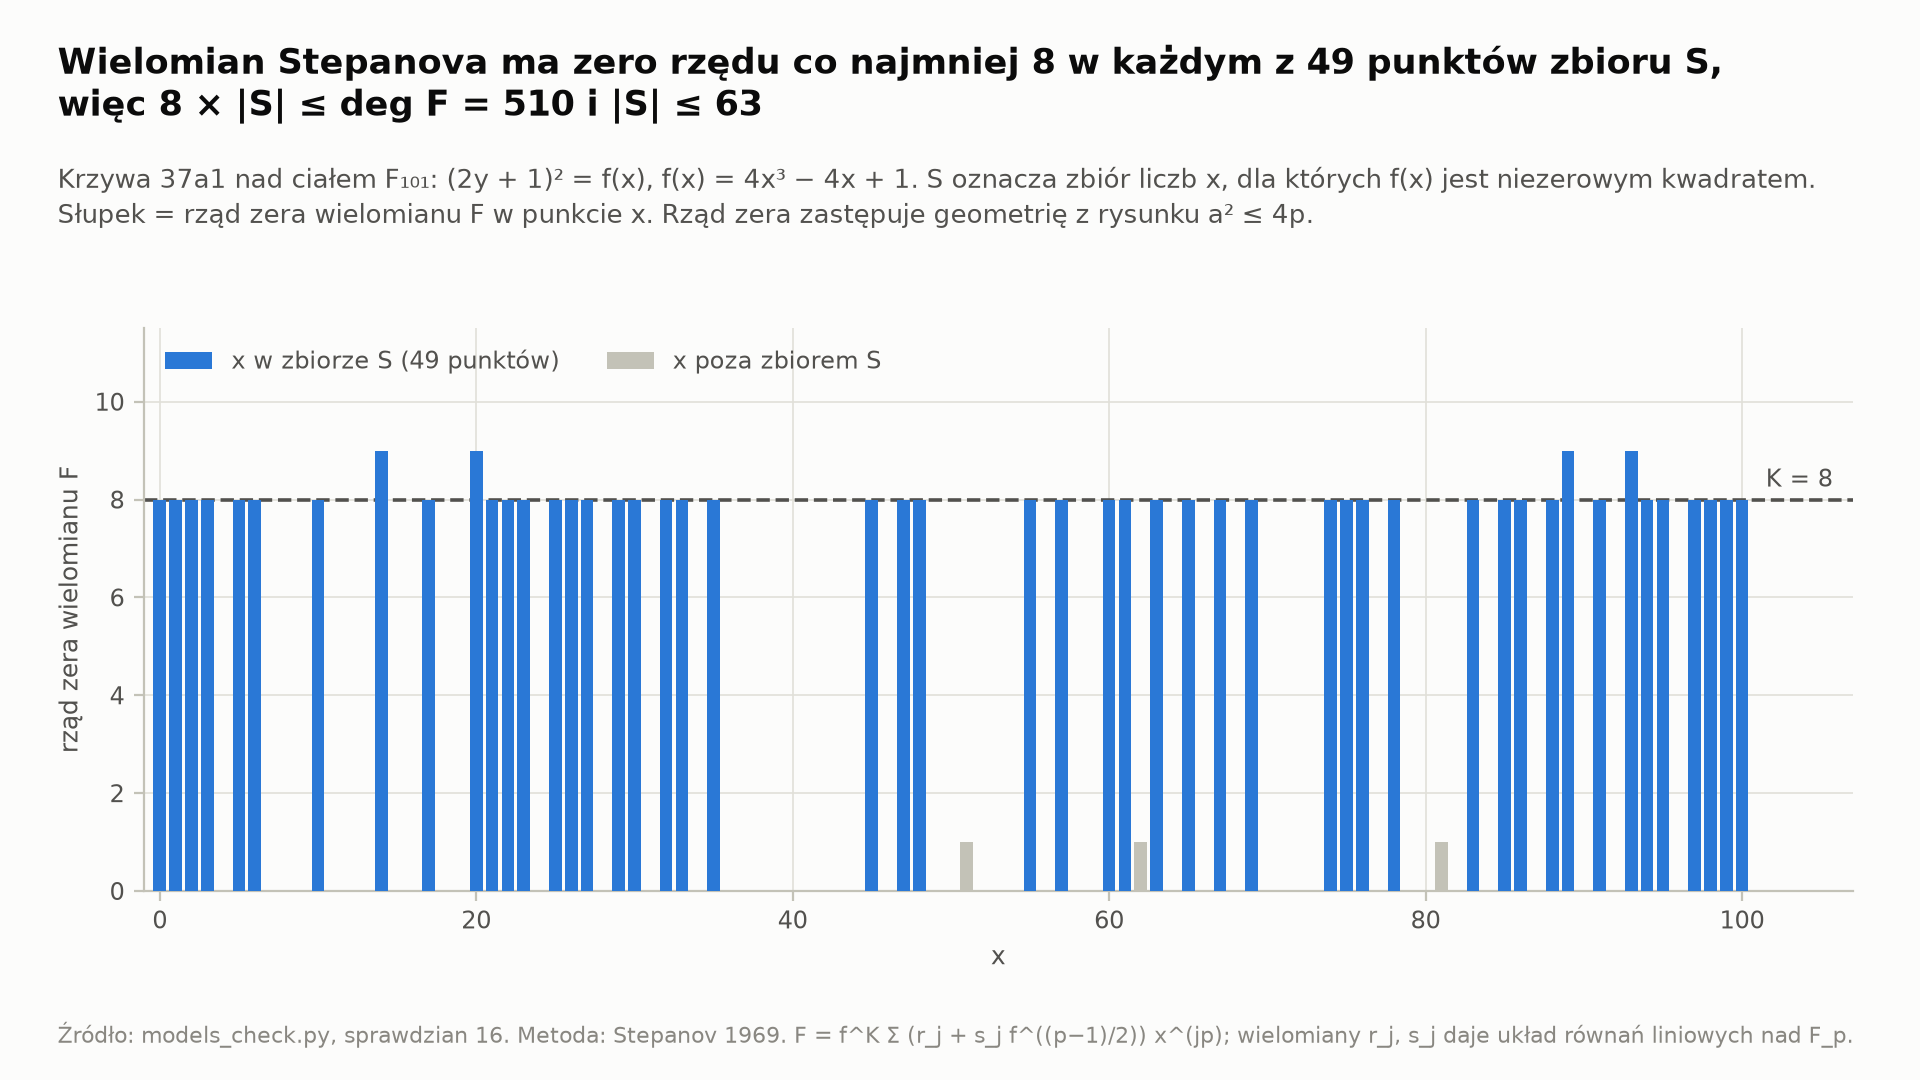 Wielomian Stepanova ma zero rzędu co najmniej 8 w każdym z 49 punktów zbioru S,
więc 8 × |S| ≤ deg F = 510 i |S| ≤ 63
Krzywa 37a1 nad ciałem F₁₀₁: (2y + 1)² = f(x), f(x) = 4x³ − 4x + 1. S oznacza zbiór liczb x, dla których f(x) jest niezerowym kwadratem.
Słupek = rząd zera wielomianu F w punkcie x. Rząd zera zastępuje geometrię z rysunku a² ≤ 4p.
x w zbiorze S (49 punktów)
x poza zbiorem S
rząd zera wielomianu F
10
8
6
4
2
0
K = 8
0
20
40
60
80
100
x
Źródło: models_check.py, sprawdzian 16. Metoda: Stepanov 1969. F = f^K Σ (r_j + s_j f^((p−1)/2)) x^(jp); wielomiany r_j, s_j daje układ równań liniowych nad F_p.